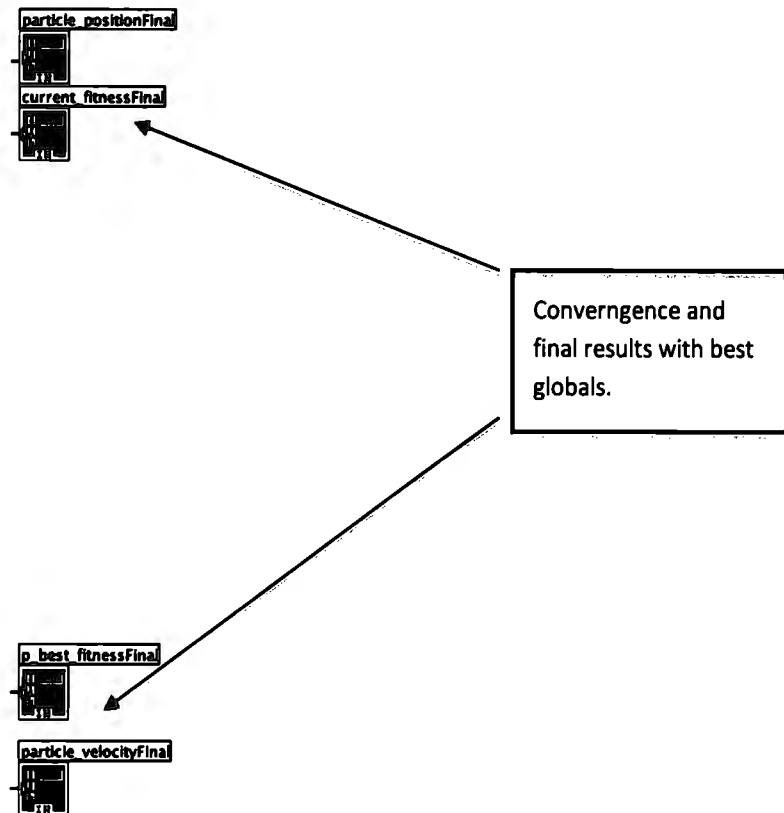 particle_positionFinal
current_fitnessFinal
Converngence and
final results with best
globals.
p_best_fitnessFinal
particle_velocityFinal